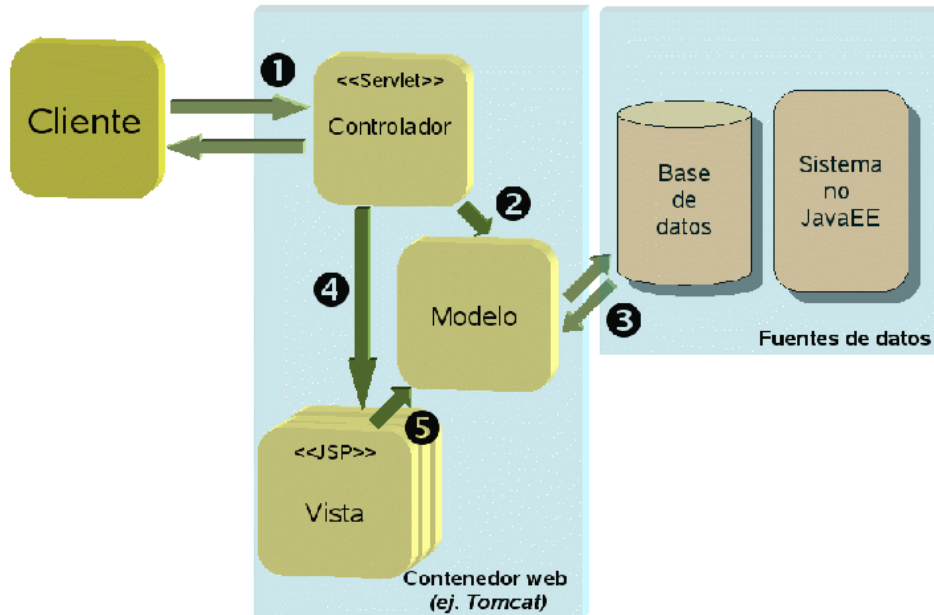 Cliente
1
<<Servlet>>
Controlador
2
Modelo
3
4
5
<<JSP>>
Vista
Contenedor web
(ej. Tomcat)
Base
de
datos
Sistema
no
JavaEE
Fuentes de datos